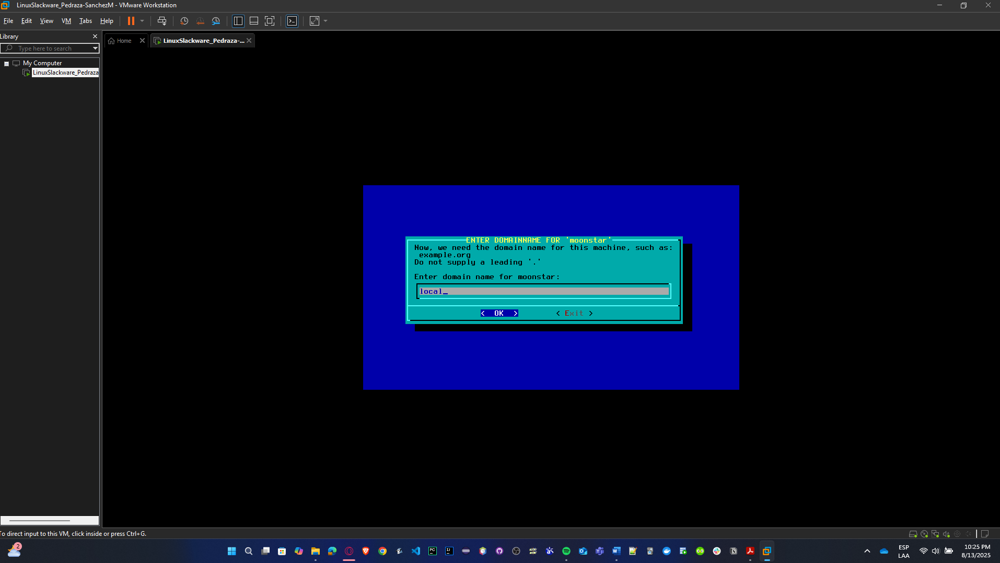 LinuxSlackware_Pedraza-SanchezM - VMware Workstation
File Edit View VM Tabs Help
Library
Home
LinuxSlackware_Pedraza-...
Type here to search
My Computer
LinuxSlackware_Pedraza
ENTER DOMAINNAME FOR 'moonstar'
Now, we need the domain name for this machine, such as:
example.org
Do not supply a leading '.'
Enter domain name for moonstar:
local_
< OK > < Exit >
To direct input to this VM, click inside or press Ctrl+G.
2
PC
IJ
ESP
LAA
10:25 PM
8/13/2025